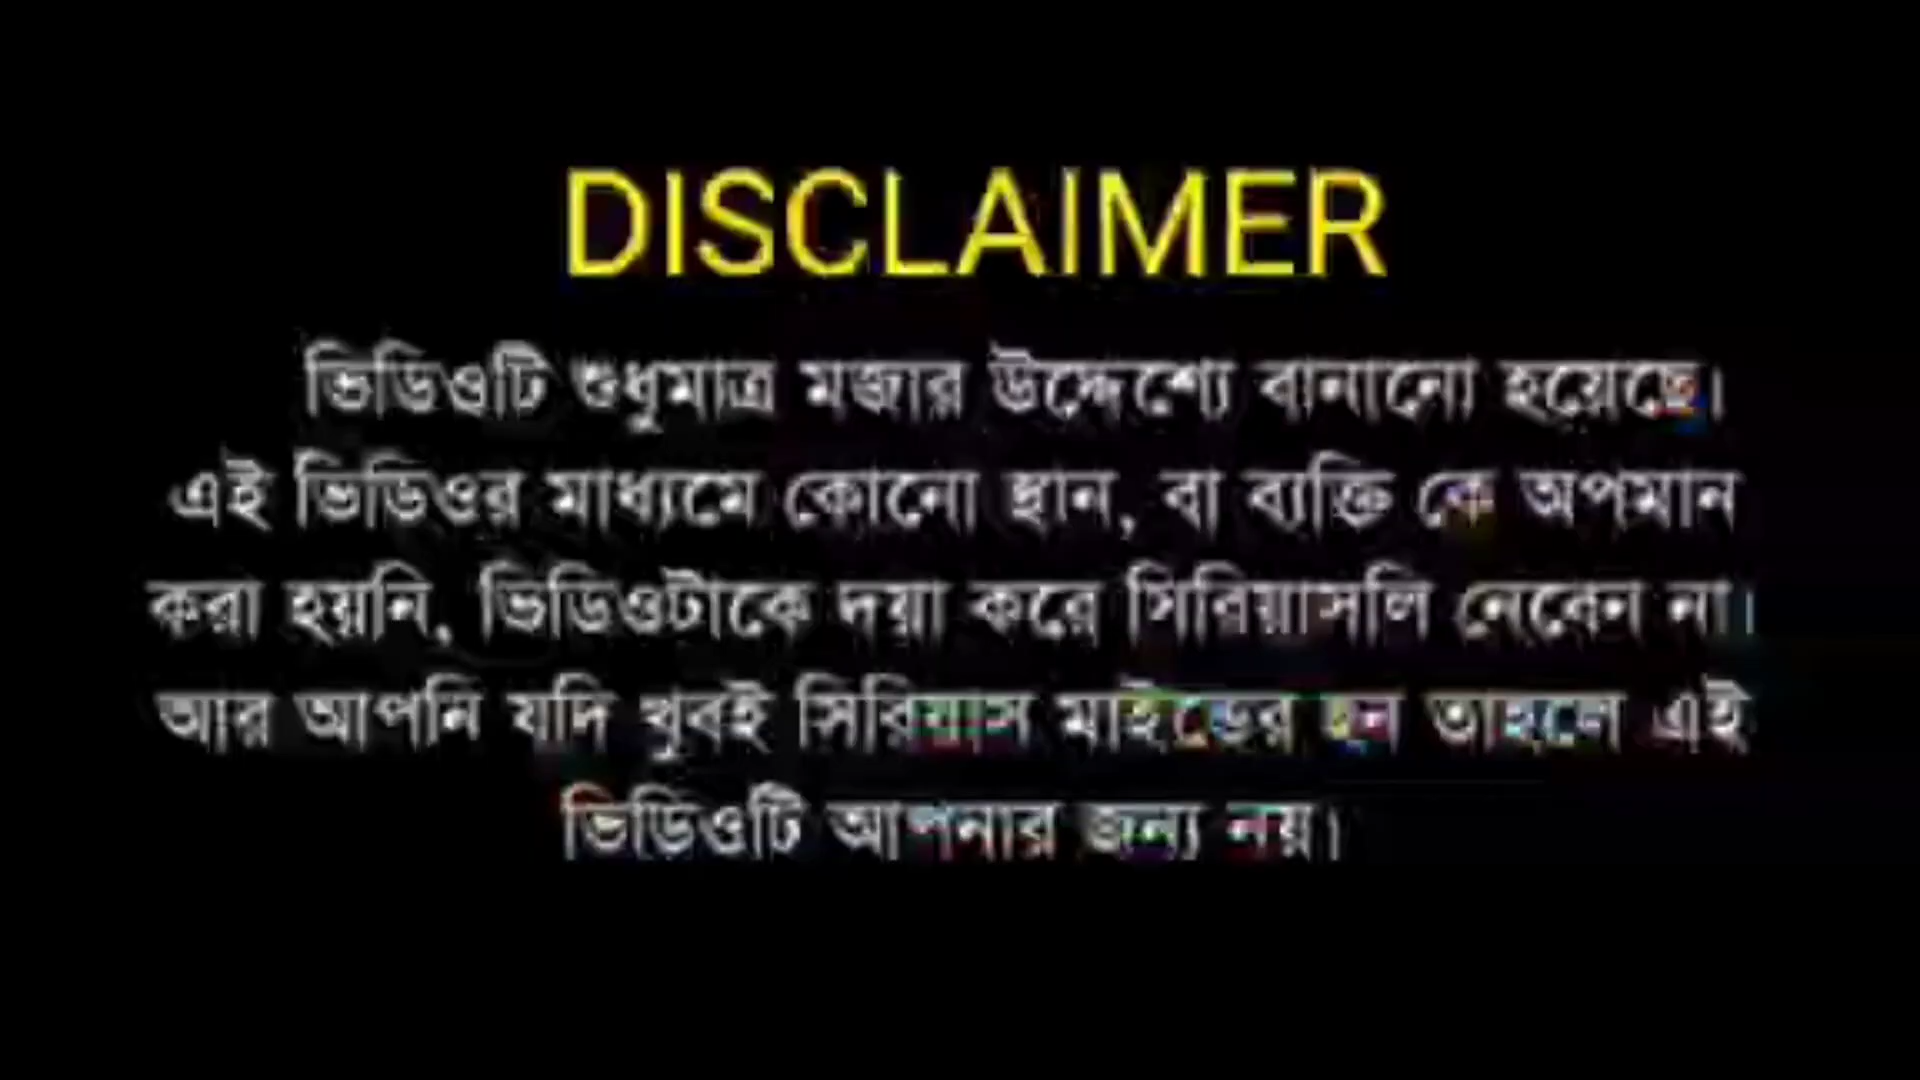 DISCLAIMER
ভিডিওটি শুধুমাত্র মজার উদ্দেশ্যে বানানো হয়েছে।
এই ভিডিওর মাধ্যমে কোনো স্থান, বা ব্যক্তি কে অপমান
করা হয়নি, ভিডিওটাকে দয়া করে সিরিয়াসলি নেবেন না।
আর আপনি যদি খুবই সিরিয়াস মাইন্ডের হন তাহলে এই
ভিডিওটি আপনার জন্য নয়।